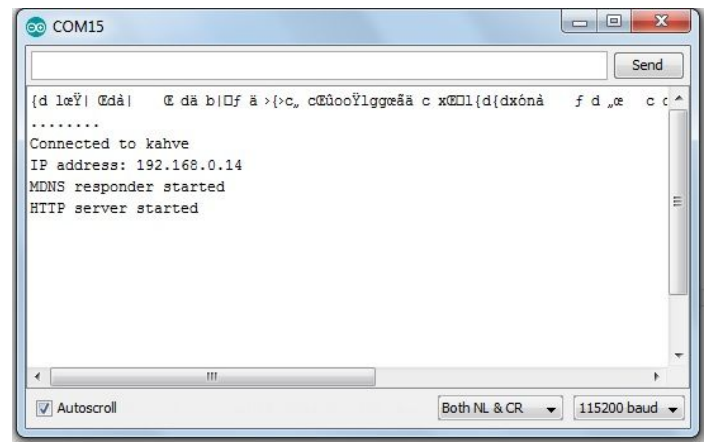 COM15
Send
........
Connected to kahve
IP address: 192.168.0.14
MDNS responder started
HTTP server started
Autoscroll
Both NL & CR
115200 baud